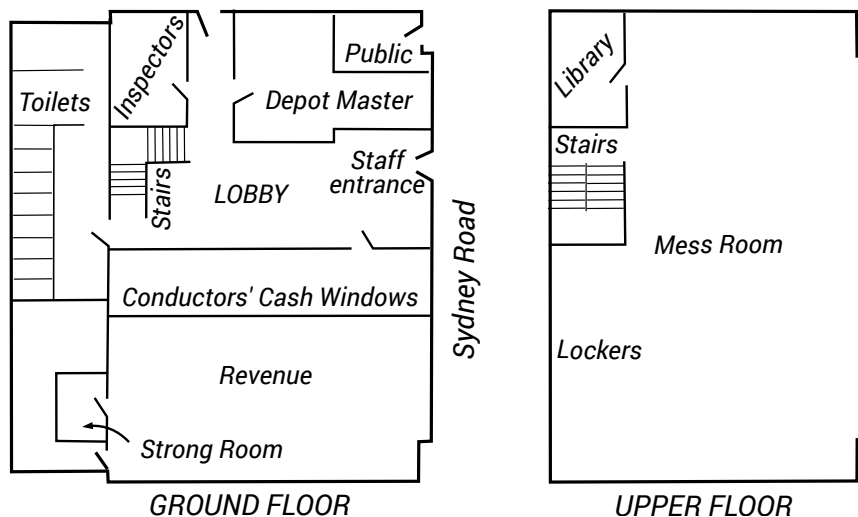 Toilets
Inspectors
Public
Depot Master
Stairs
LOBBY
Staff
entrance
Conductors' Cash Windows
Sydney Road
Revenue
Strong Room
GROUND FLOOR
Library
Stairs
Mess Room
Lockers
UPPER FLOOR